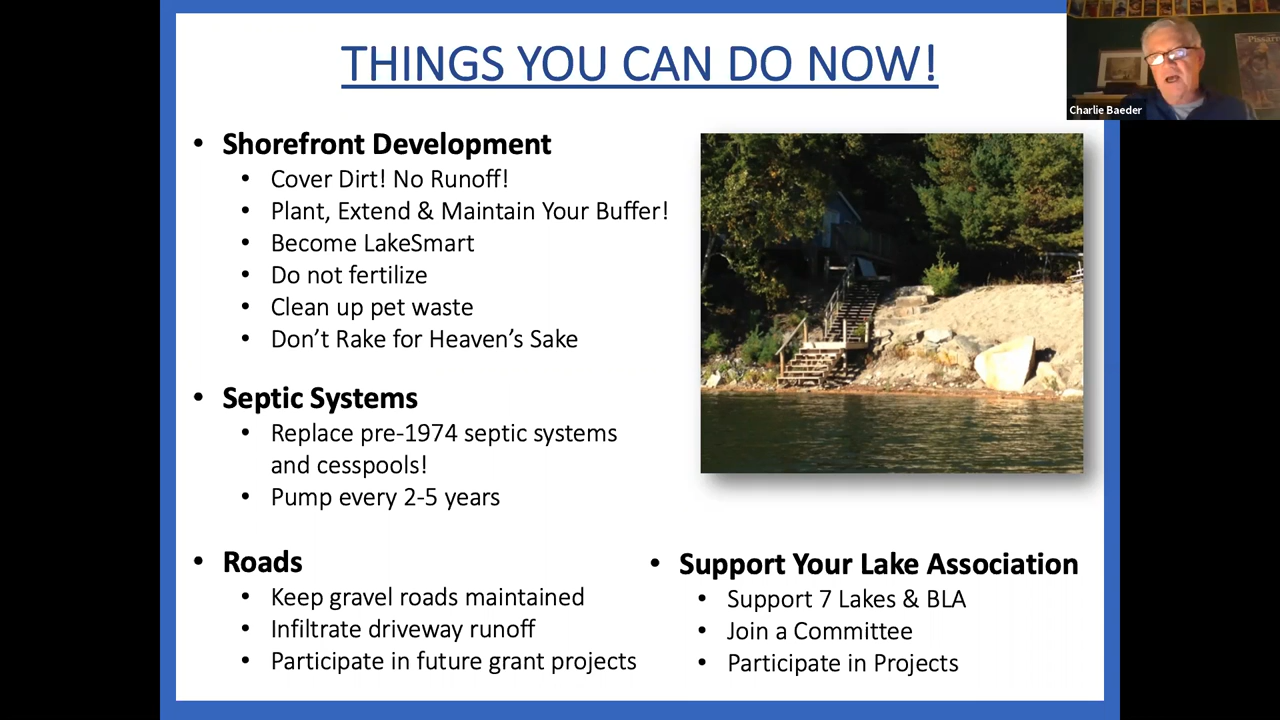 THINGS YOU CAN DO NOW!
• Shorefront Development
• Cover Dirt! No Runoff!
• Plant, Extend & Maintain Your Buffer!
• Become LakeSmart
• Do not fertilize
• Clean up pet waste
• Don’t Rake for Heaven’s Sake
• Septic Systems
• Replace pre-1974 septic systems
and cesspools!
• Pump every 2-5 years
• Roads
• Keep gravel roads maintained
• Infiltrate driveway runoff
• Participate in future grant projects
• Support Your Lake Association
• Support 7 Lakes & BLA
• Join a Committee
• Participate in Projects
Charlie Baeder